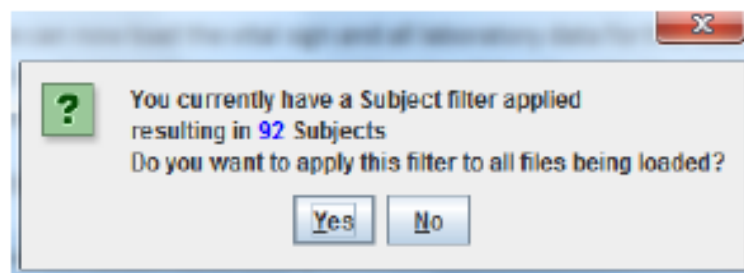 You currently have a Subject filter applied
resulting in 92 Subjects
Do you want to apply this filter to all files being loaded?
Yes No